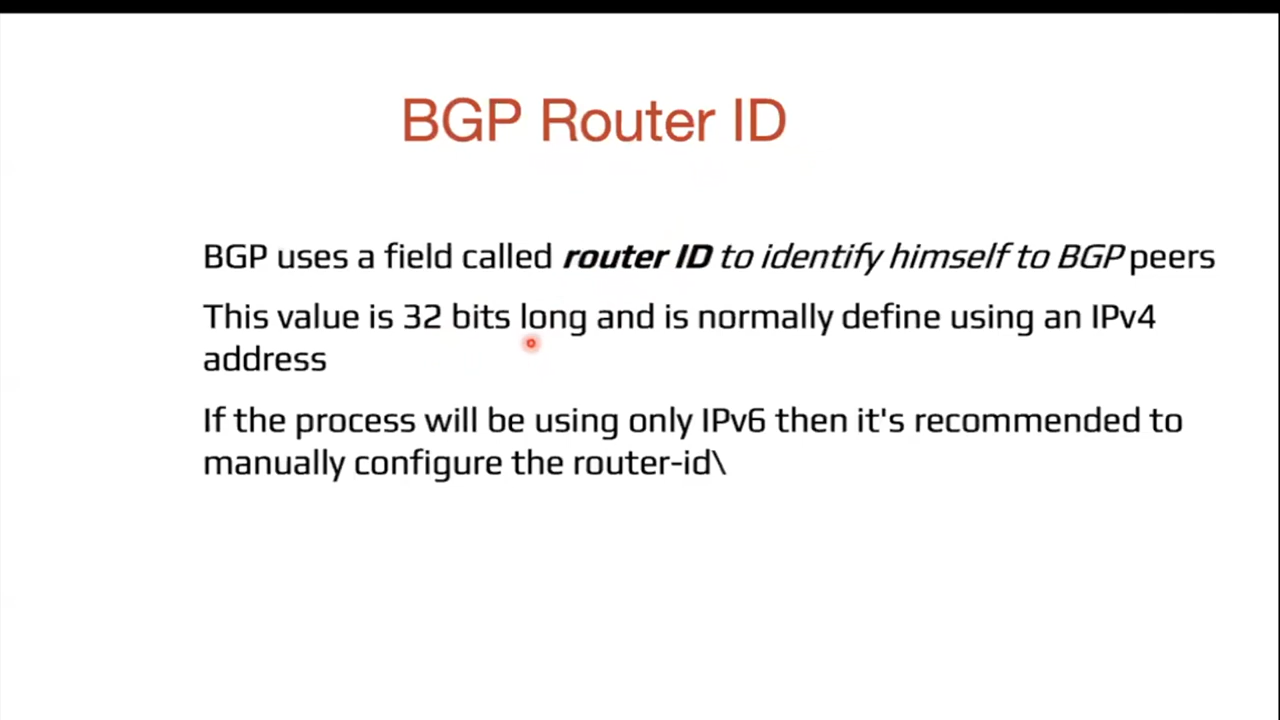 BGP Router ID
BGP uses a field called router ID to identify himself to BGP peers
This value is 32 bits long and is normally define using an IPv4
address
If the process will be using only IPv6 then it's recommended to
manually configure the router-id\